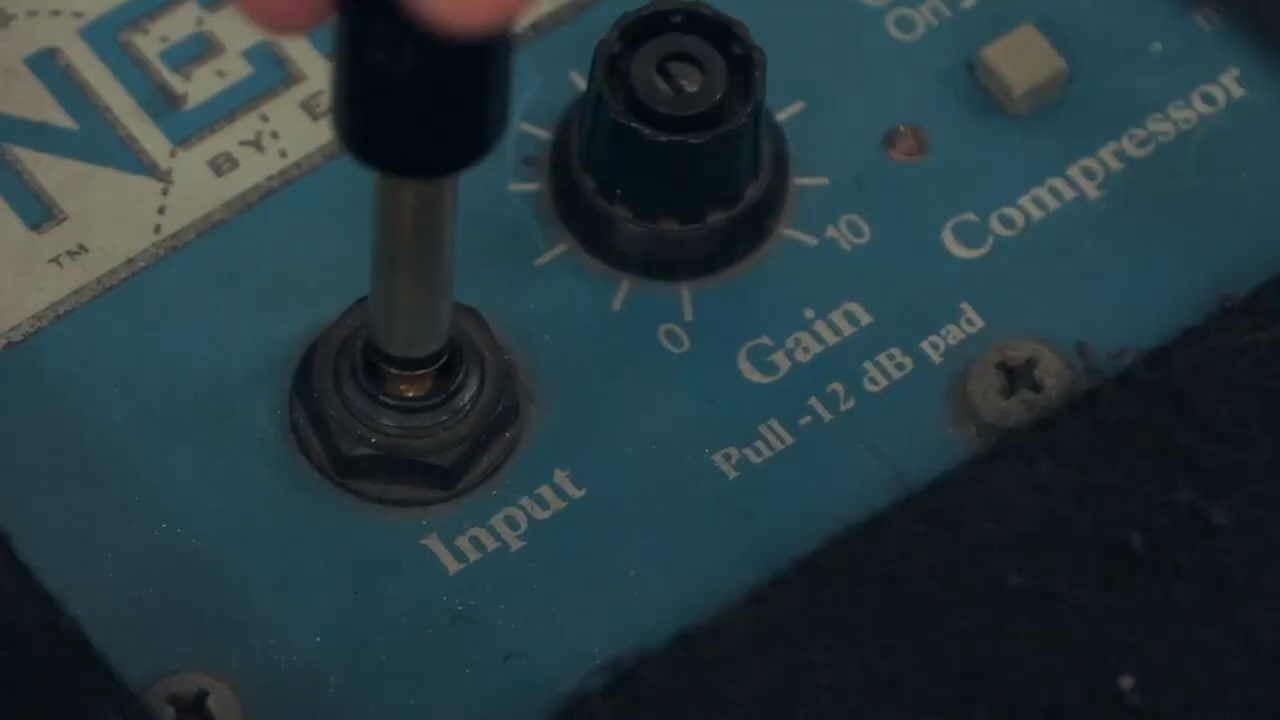 BY E
TM
On
10
Compressor
0
Gain
Pull -12 dB pad
Input